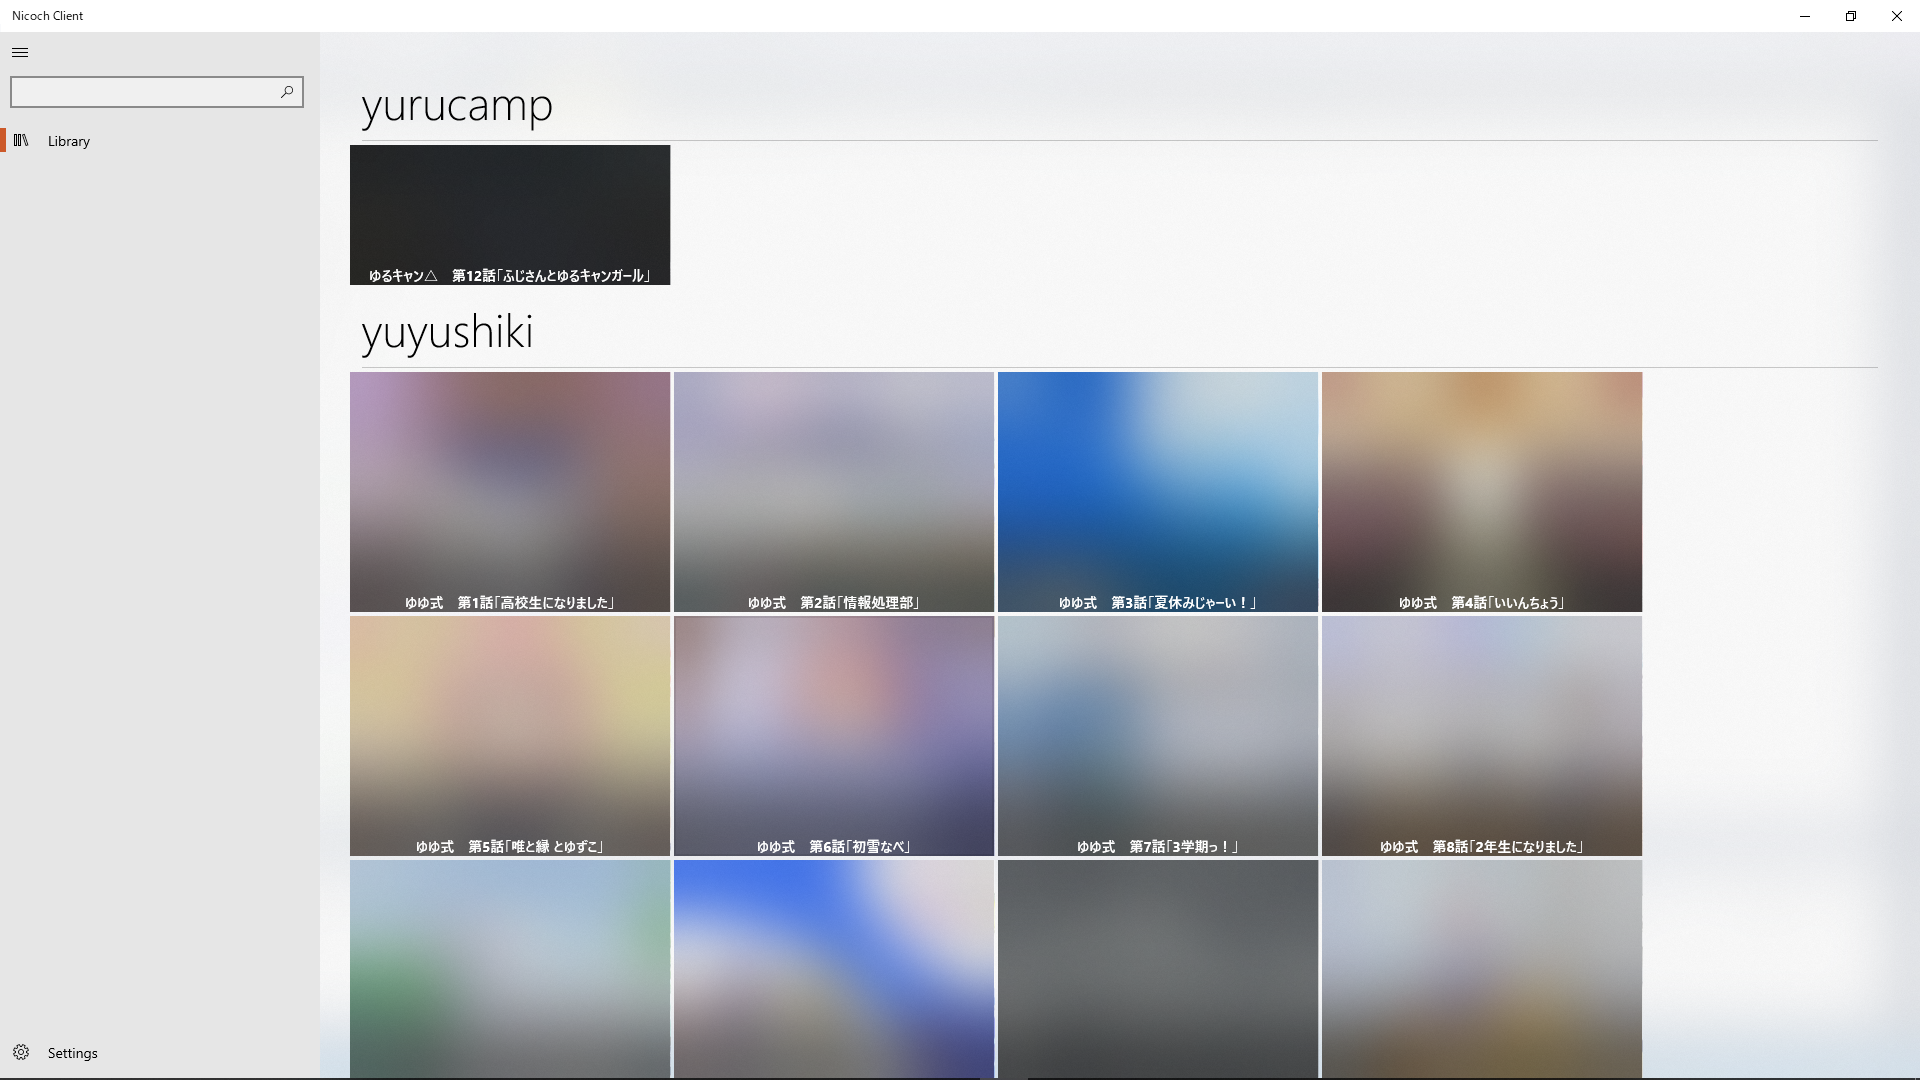 Nicoch Client
Library
yurucamp
ゆるキャン△　第12話「ふじさんとゆるキャンガール」
yuyushiki
ゆゆ式　第1話「高校生になりました」
ゆゆ式　第2話「情報処理部」
ゆゆ式　第3話「夏休みじゃーい！」
ゆゆ式　第4話「いいんちょう」
ゆゆ式　第5話「唯と縁 とゆずこ」
ゆゆ式　第6話「初雪なべ」
ゆゆ式　第7話「3学期っ！」
ゆゆ式　第8話「2年生になりました」
Settings